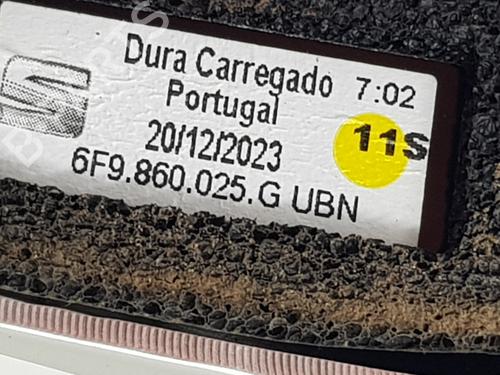 Dura Carregado 7:02
Portugal
20/12/2023
11S
6F9.860.025.G UBN